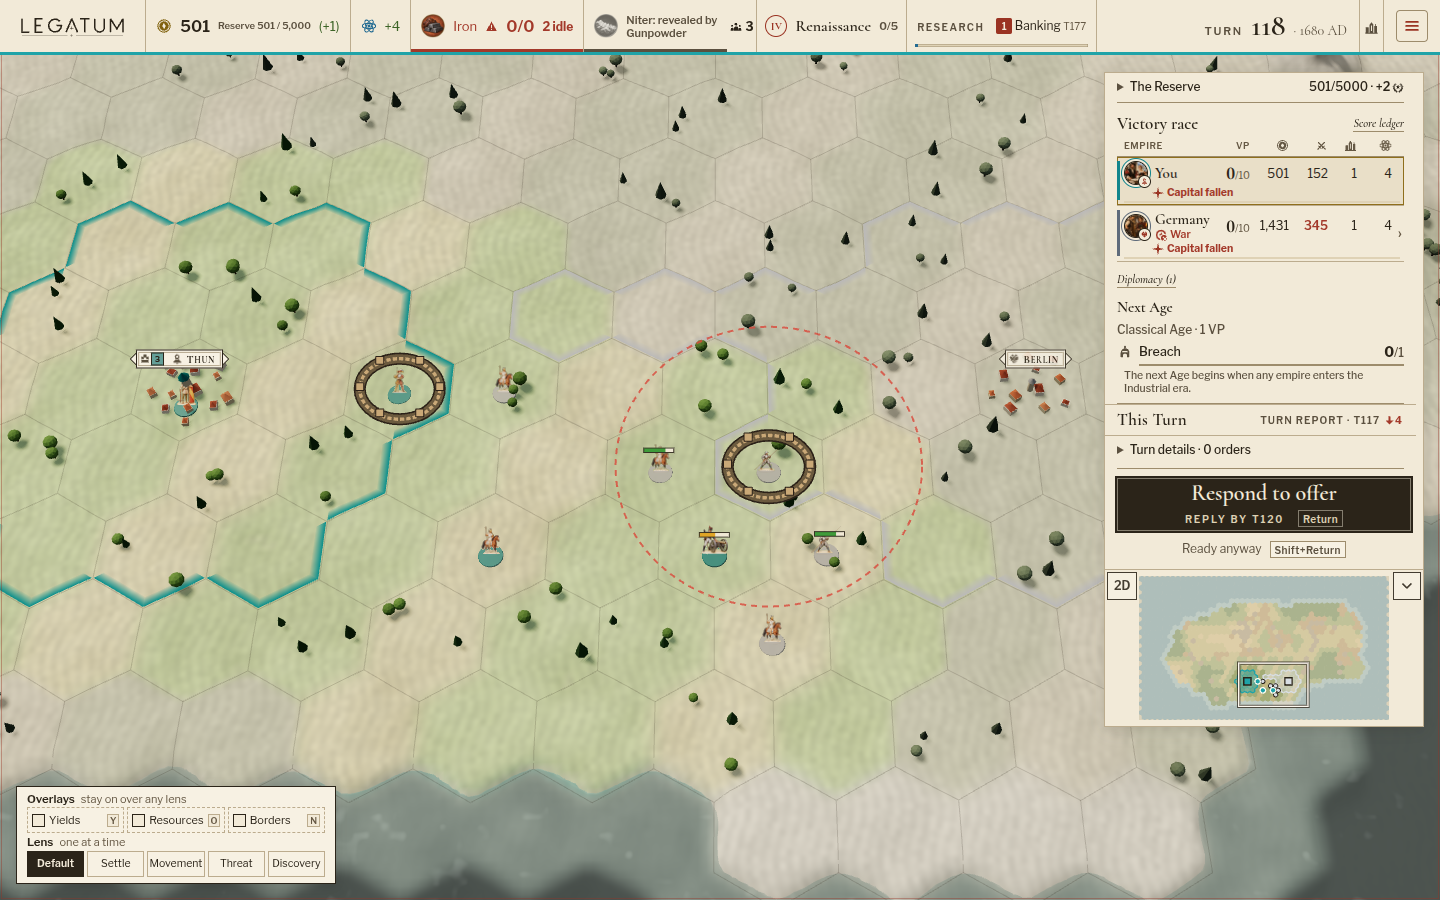 LEGATUM
501 Reserve 501 / 5,000 (+1)
+4
Iron 0/0 2 idle
Niter: revealed by Gunpowder 3
IV Renaissance 0/5
RESEARCH 1 Banking T177
TURN 118 · 1680 AD
The Reserve 501/5000 · +2
Victory race Score ledger
EMPIRE VP
You 0/10 501 152 1 4
Capital fallen
Germany 0/10 1,431 345 1 4 ›
War
Capital fallen
Diplomacy (1)
Next Age
Classical Age · 1 VP
Breach 0/1
The next Age begins when any empire enters the
Industrial era.
This Turn TURN REPORT · T117 4
Turn details · 0 orders
Respond to offer
REPLY BY T120 Return
Ready anyway Shift+Return
2D
3 THUN
BERLIN
Overlays stay on over any lens
Yields Y Resources O Borders N
Lens one at a time
Default Settle Movement Threat Discovery